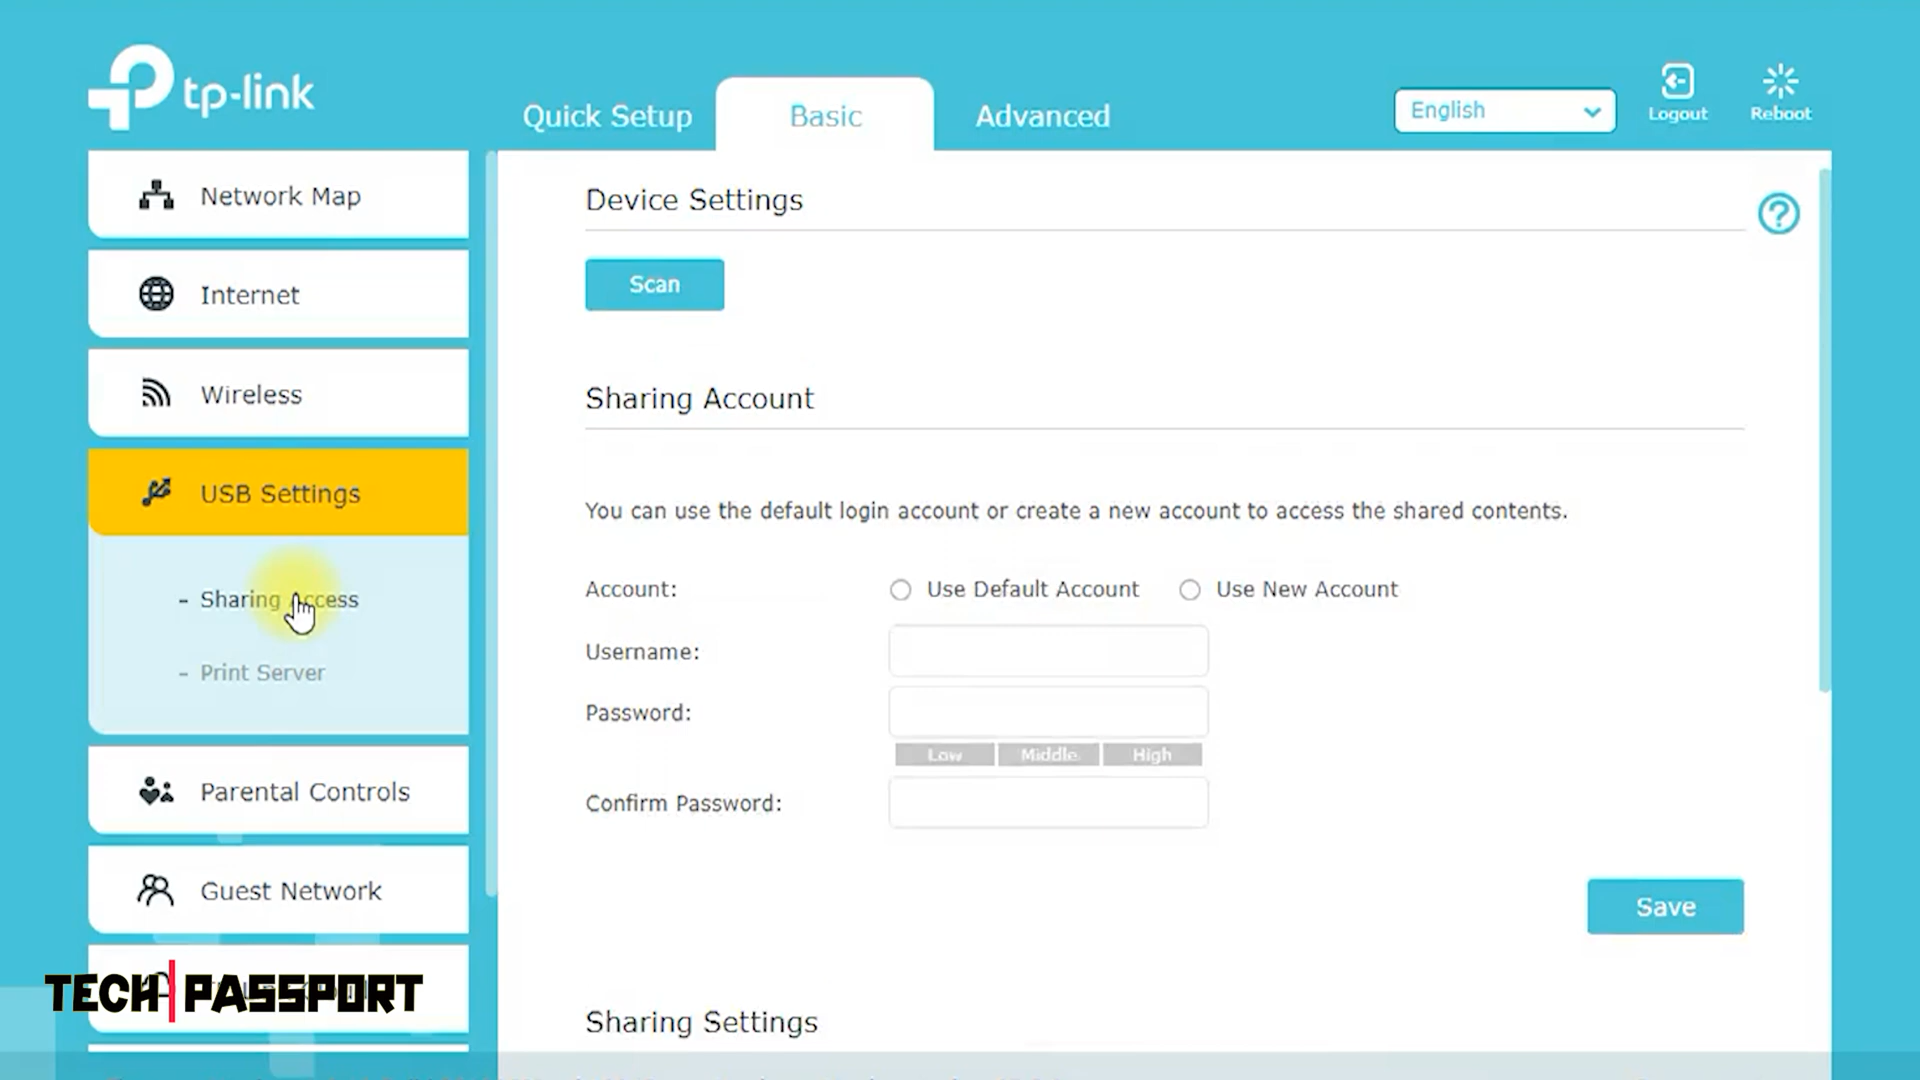 tp-link
Quick Setup
Basic
Advanced
English
Logout
Reboot
Network Map
Internet
Wireless
USB Settings
- Sharing Access
- Print Server
Parental Controls
Guest Network
TECH PASSPORT
Device Settings
Scan
Sharing Account
You can use the default login account or create a new account to access the shared contents.
Account: Use Default Account Use New Account
Username:
Password:
Low Middle High
Confirm Password:
Save
Sharing Settings